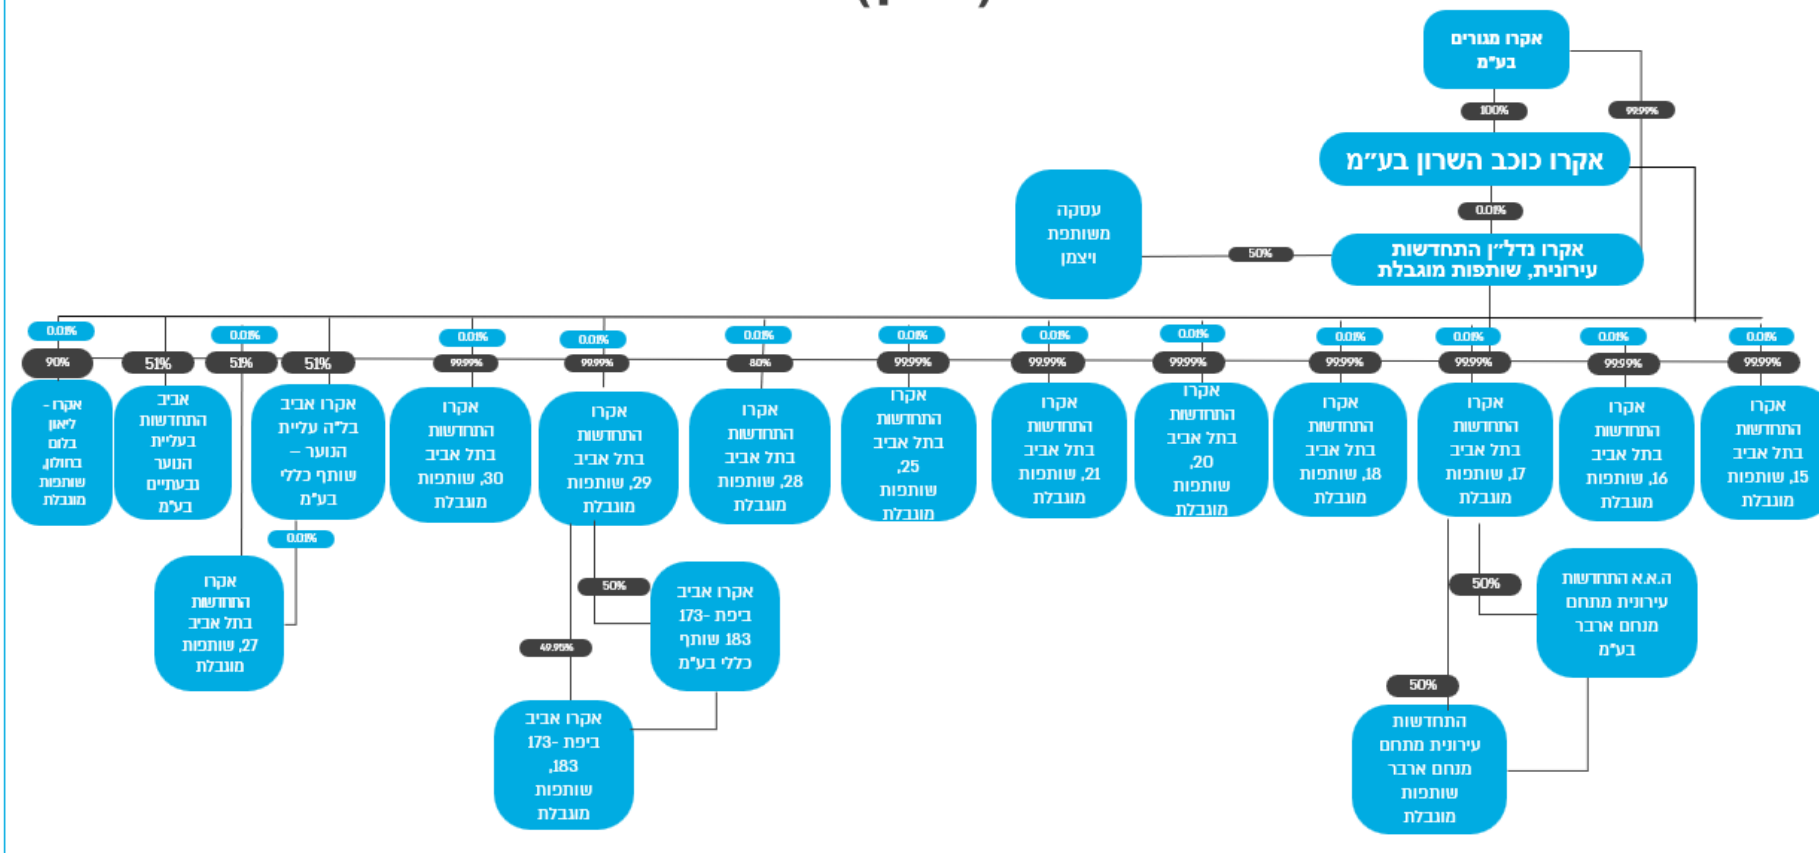 אקרו מגורים
בע"מ
100%
99.99%
אקרו כוכב השרון בע״מ
0.01%
אקרו נדל״ן התחדשות
עירונית, שותפות מוגבלת
50%
עסקה
משותפת
ויצמן
0.01%
99.99%
אקרו
התחדשות
בתל אביב
15, שותפות
מוגבלת
0.01%
99.99%
אקרו
התחדשות
בתל אביב
16, שותפות
מוגבלת
0.01%
99.99%
אקרו
התחדשות
בתל אביב
17, שותפות
מוגבלת
0.01%
99.99%
אקרו
התחדשות
בתל אביב
18, שותפות
מוגבלת
0.01%
99.99%
אקרו
התחדשות
בתל אביב
20,
שותפות
מוגבלת
0.01%
99.99%
אקרו
התחדשות
בתל אביב
21, שותפות
מוגבלת
0.01%
99.99%
אקרו
התחדשות
בתל אביב
25,
שותפות
מוגבלת
0.01%
80%
אקרו
התחדשות
בתל אביב
28, שותפות
מוגבלת
0.01%
99.99%
אקרו
התחדשות
בתל אביב
29, שותפות
מוגבלת
0.01%
99.99%
אקרו
התחדשות
בתל אביב
30, שותפות
מוגבלת
51%
אקרו אביב
בל"ה עליית
הנוער –
שותף כללי
בע"מ
0.01%
51%
51%
אביב
התחדשות
בעליית
הנוער
גבעתיים
בע"מ
0.01%
90%
אקרו -
ליאון
בלום
בחולון,
שותפות
מוגבלת
0.01%
אקרו
התחדשות
בתל אביב
27, שותפות
מוגבלת
50%
אקרו אביב
ביפת 173-
183 שותף
כללי בע"מ
49.95%
אקרו אביב
ביפת 173-
183,
שותפות
מוגבלת
50%
ה.א.א התחדשות
עירונית מתחם
מנחם ארבר
בע"מ
50%
התחדשות
עירונית מתחם
מנחם ארבר
שותפות
מוגבלת